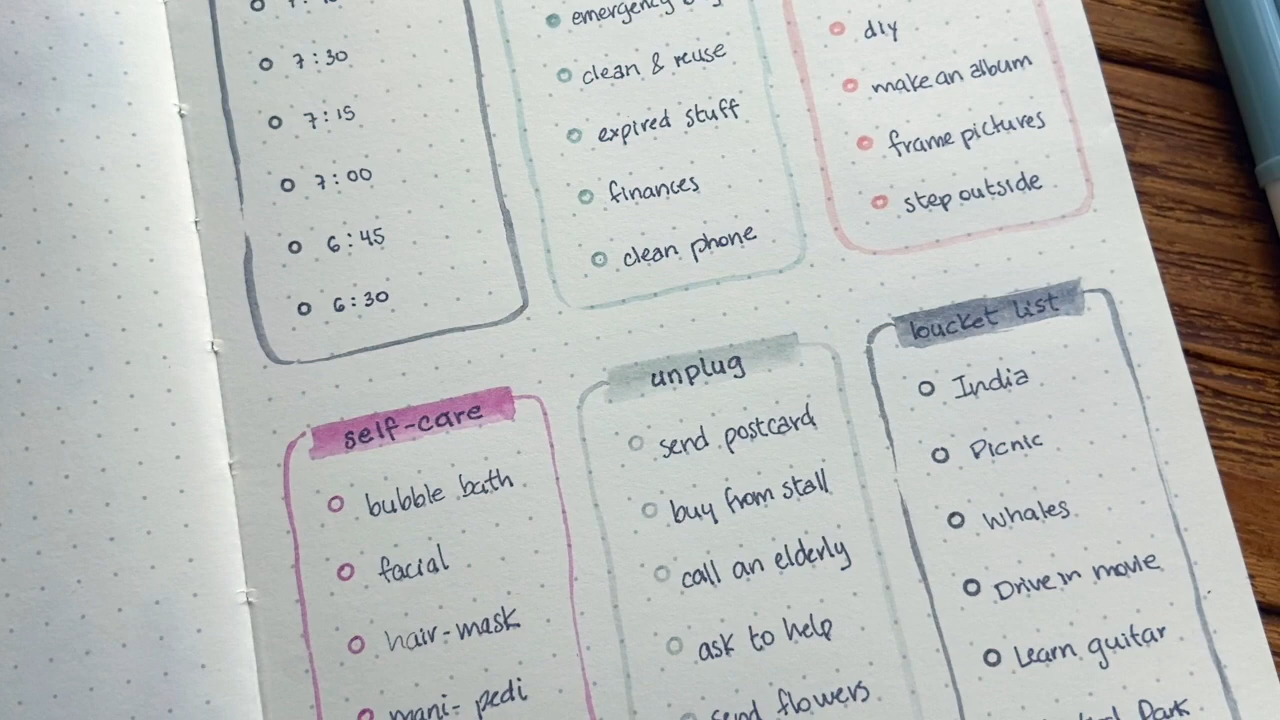 7:30
7:15
7:00
6:45
6:30
emergency
clean & reuse
expired stuff
finances
clean phone
diy
make an album
frame pictures
step outside
self-care
bubble bath
facial
hair-mask
mani-pedi
unplug
send postcard
buy from stall
call an elderly
ask to help
send flowers
bucket list
India
Picnic
Whales
Drive in movie
Learn guitar
Dark